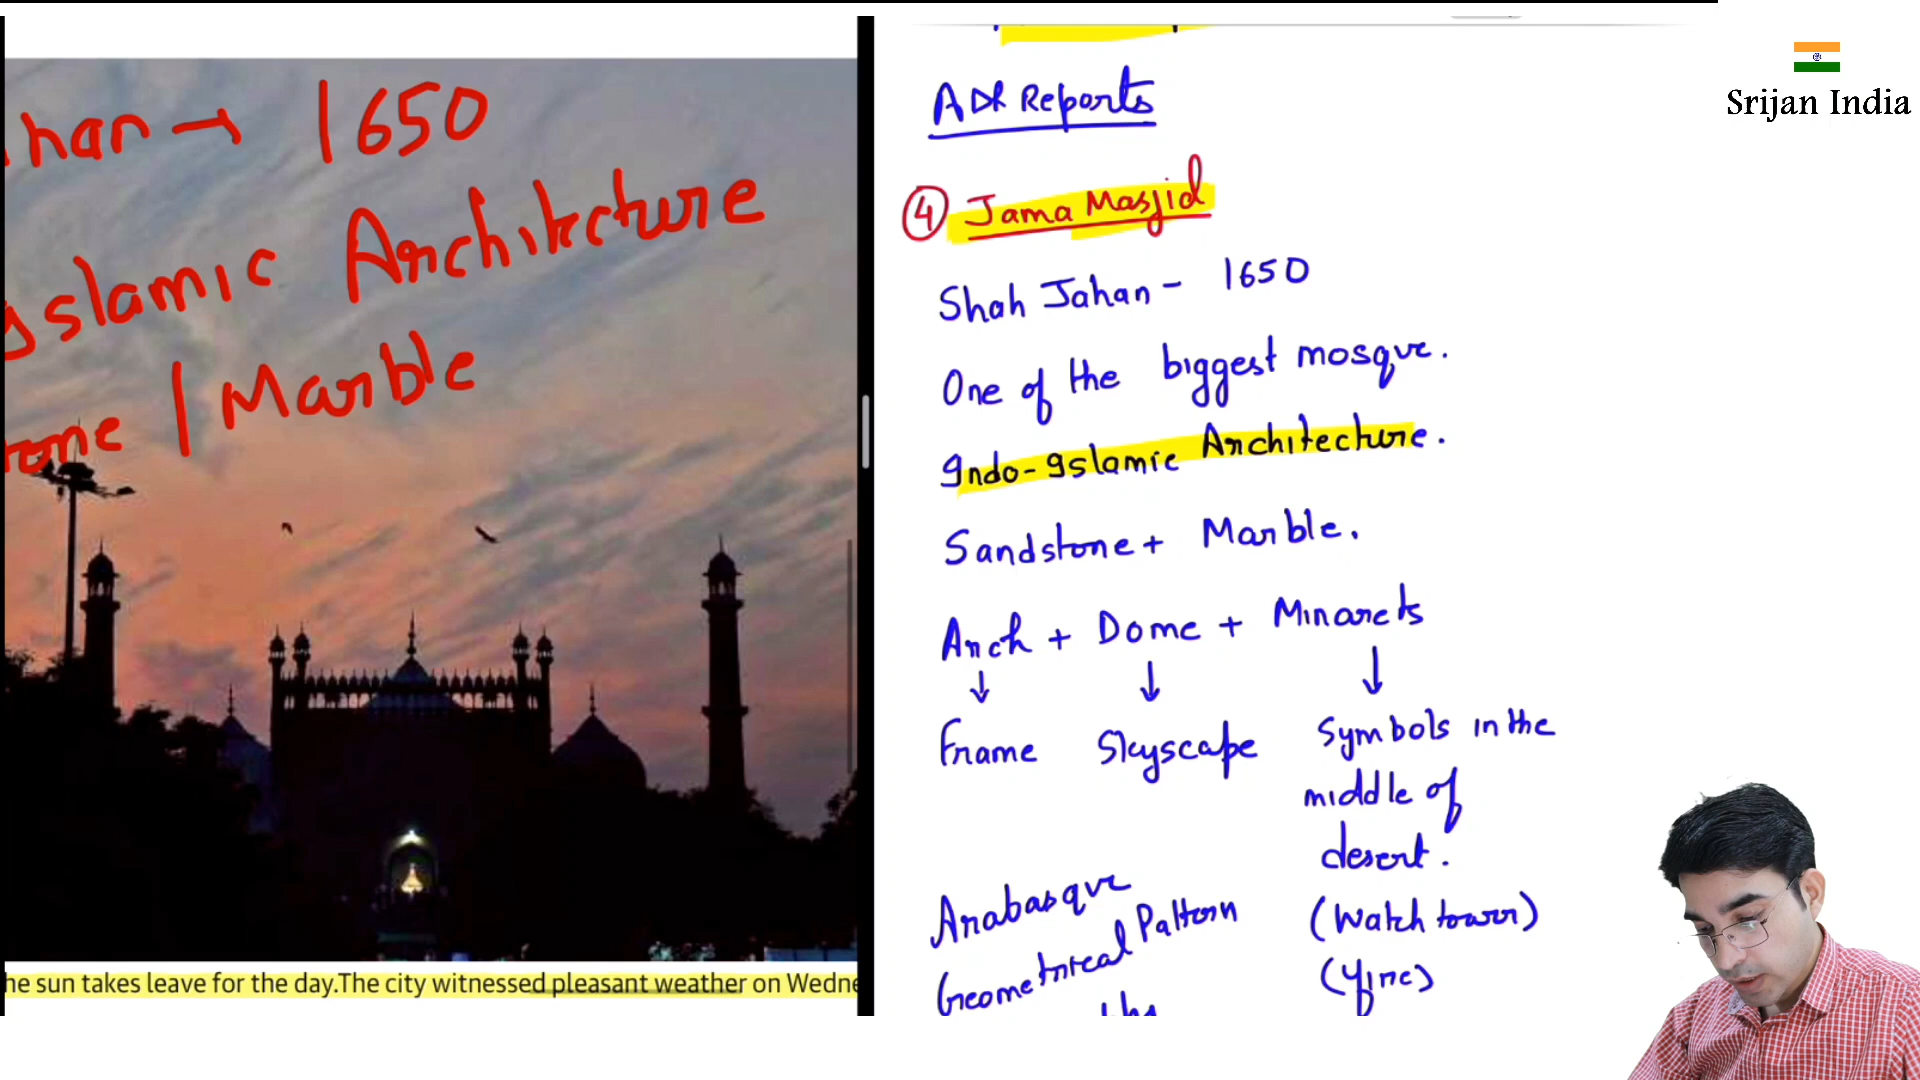 han → 1650
Islamic Architecture
tone | Marble
he sun takes leave for the day.The city witnessed pleasant weather on Wedne
ADR Reports
4 Jama Masjid
Shah Jahan - 1650
One of the biggest mosque.
Indo-Islamic Architecture.
Sandstone + Marble.
Arch + Dome + Minarets
↓ ↓ ↓
Frame Skyscape Symbols in the
middle of
desert.
Arabasque
(Watch tower)
Geometrical Pattern
Srijan India